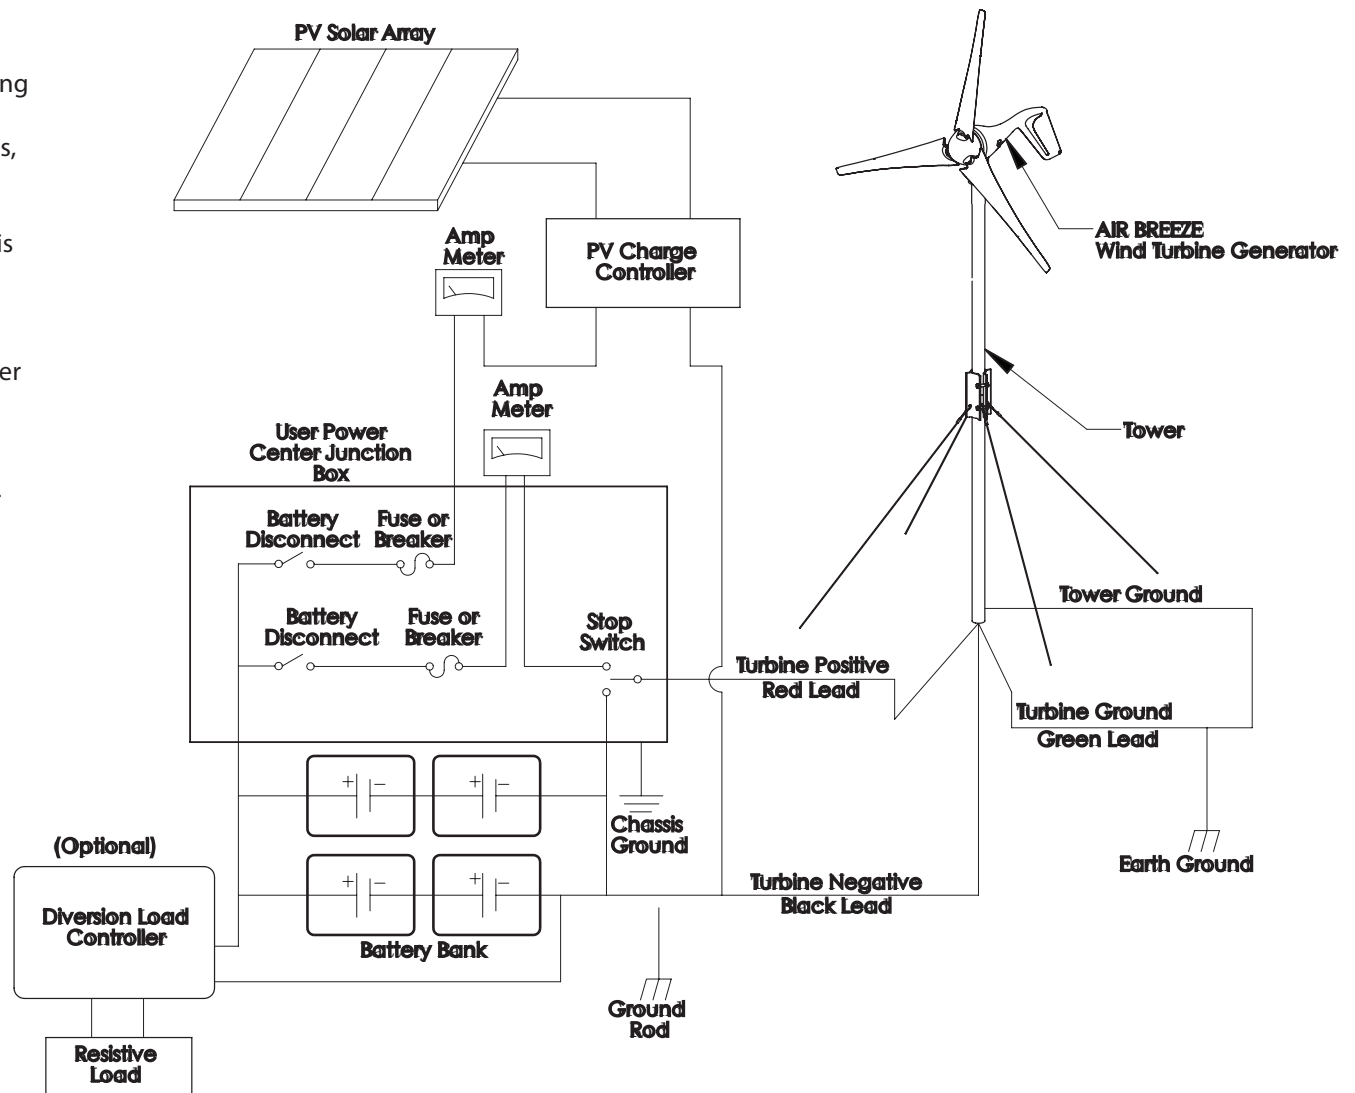 ing
s,
is
er
.
PV Solar Array
Amp
Meter
PV Charge
Controller
AIR BREEZE
Wind Turbine Generator
Amp
Meter
Tower
User Power
Center Junction
Box
Battery
Disconnect
Fuse or
Breaker
Battery
Disconnect
Fuse or
Breaker
Stop
Switch
Tower Ground
Turbine Positive
Red Lead
Turbine Ground
Green Lead
+ -
+ -
Chassis
Ground
Earth Ground
(Optional)
Diversion Load
Controller
+ -
+ -
Battery Bank
Turbine Negative
Black Lead
Ground
Rod
Resistive
Load